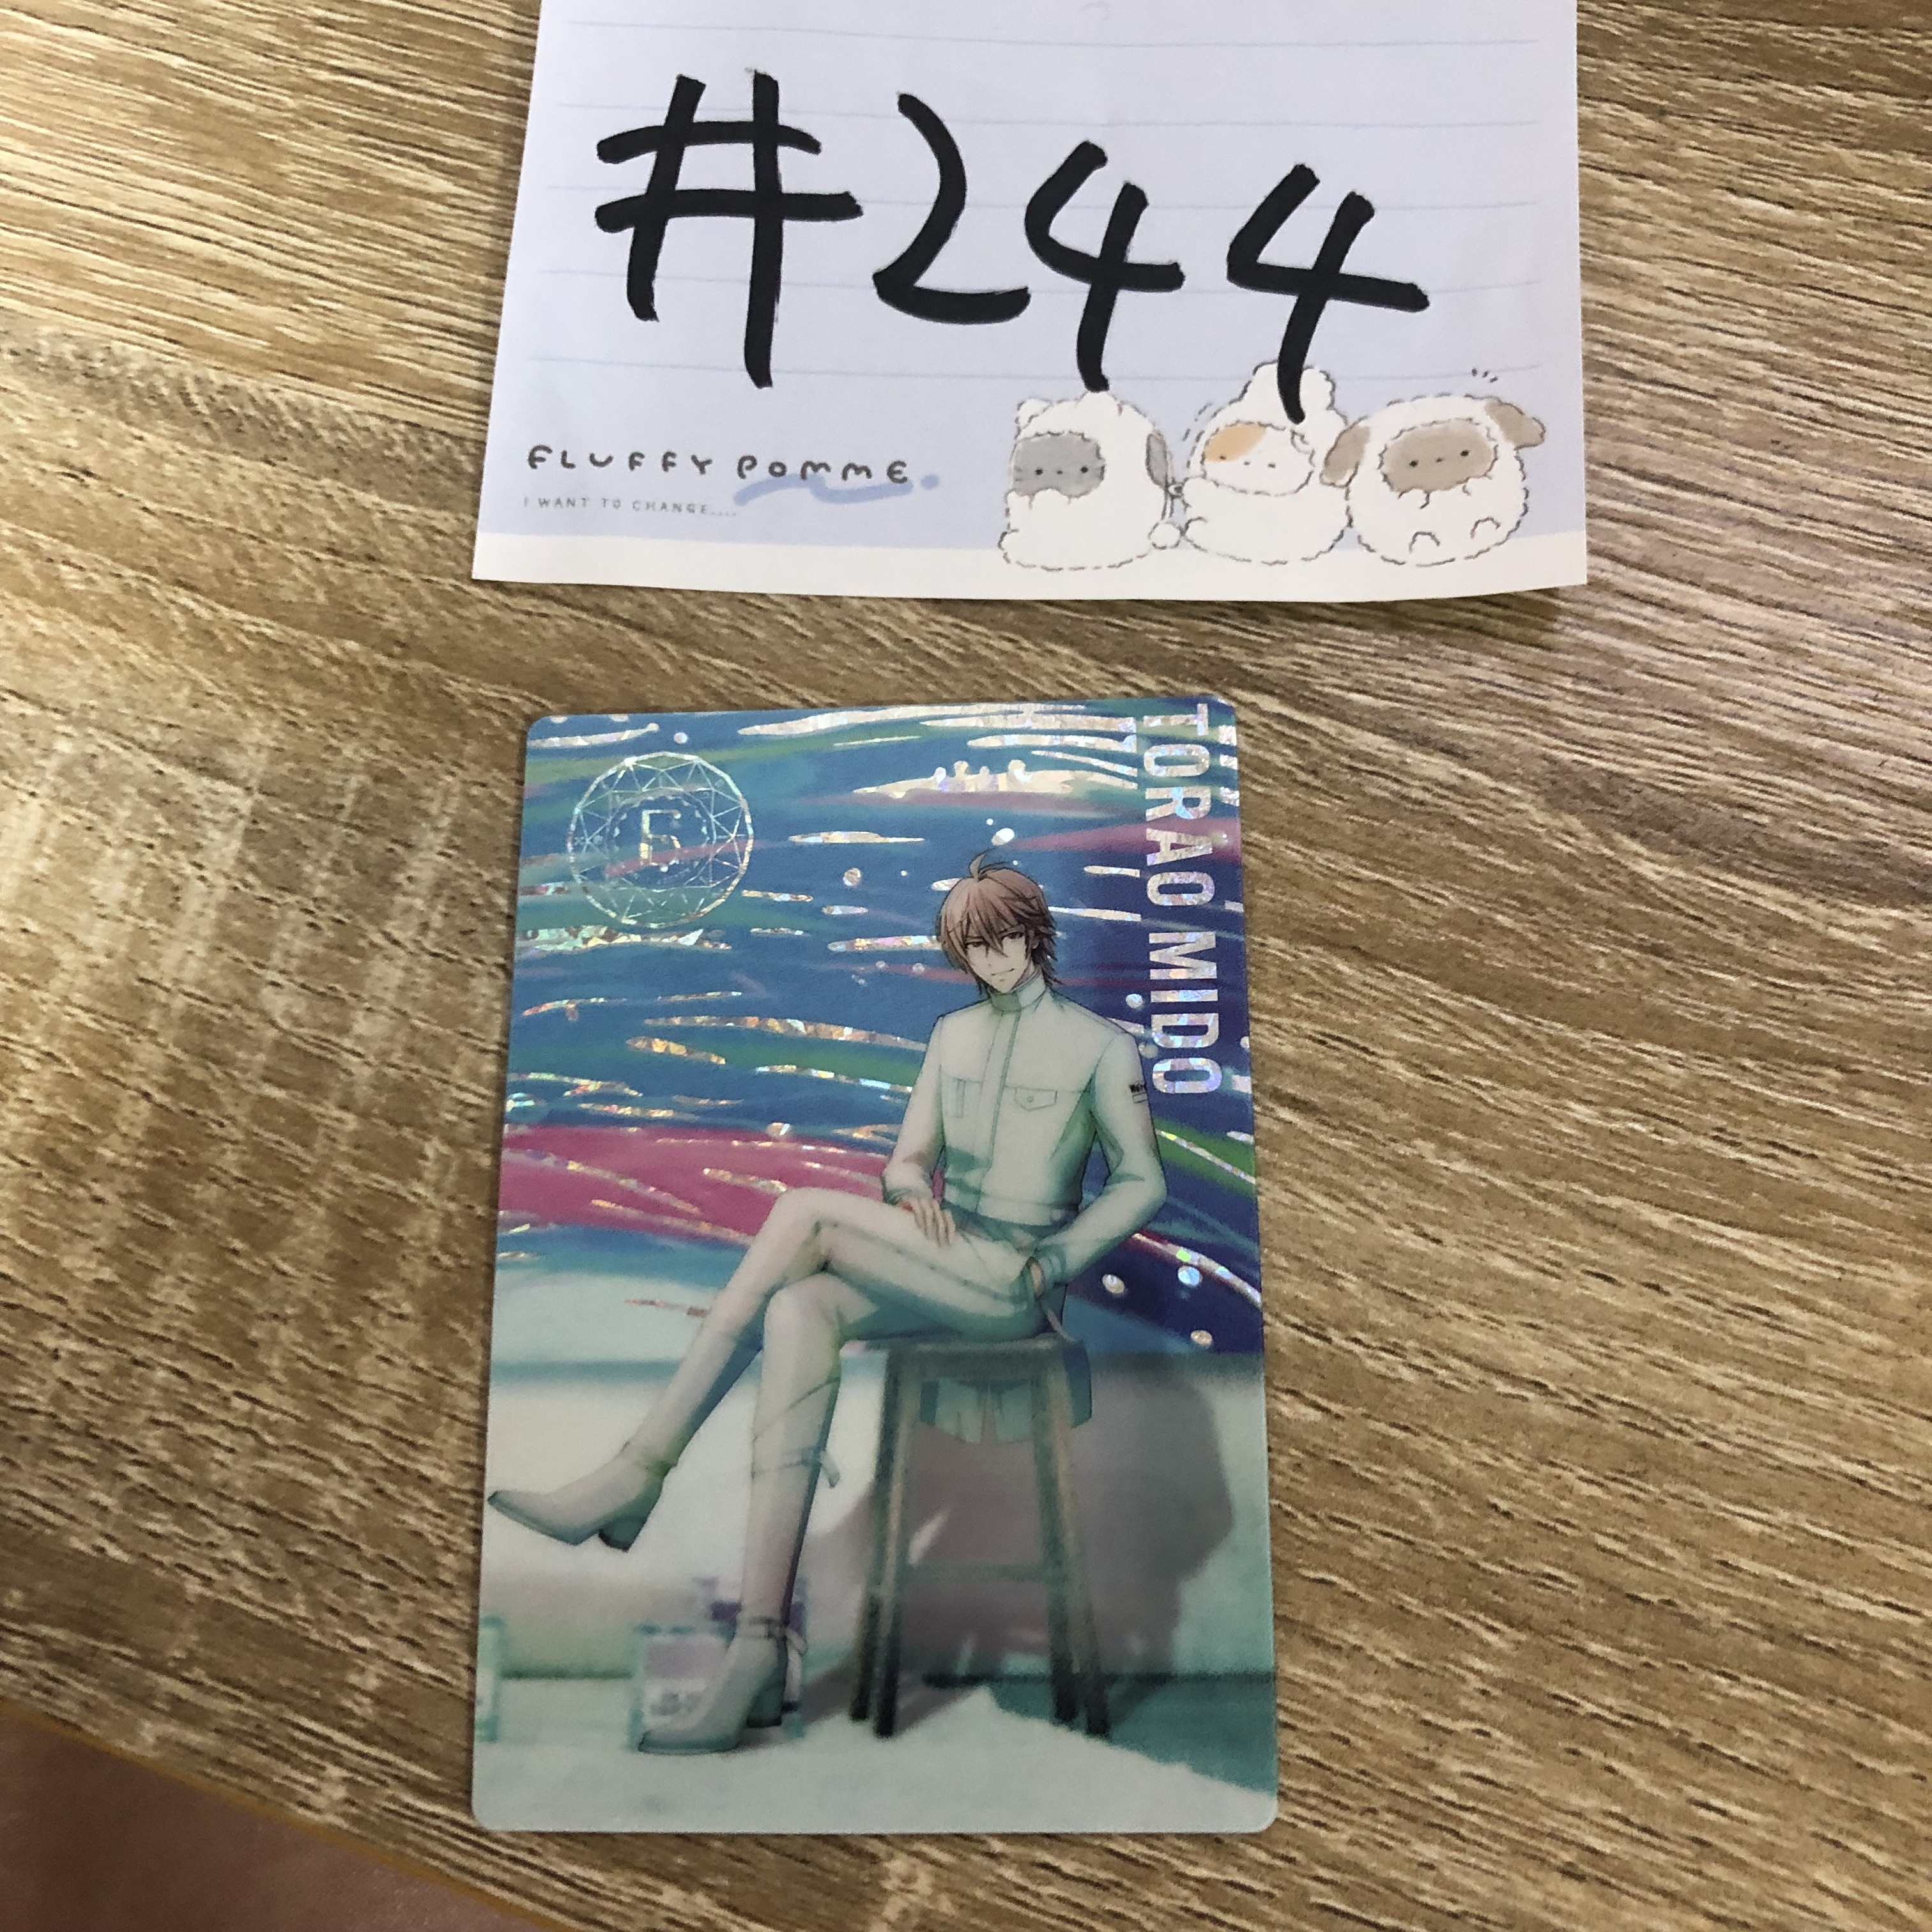 #244
FLUFFY POMME.
I WANT TO CHANGE....
TORAO MIDO